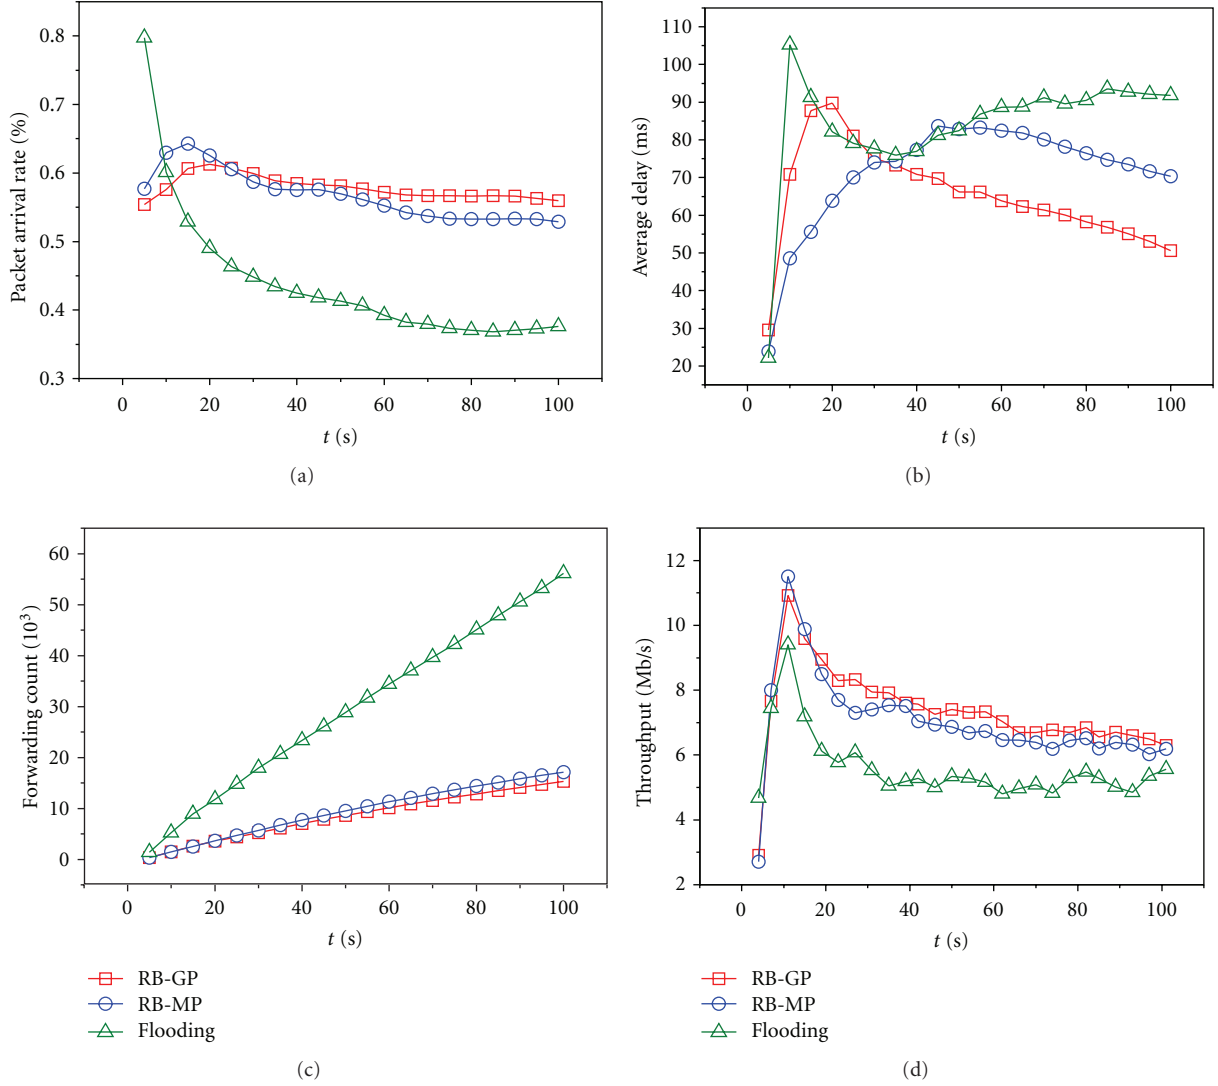 0.8
0.7
0.6
0.5
0.4
0.3
Packet arrival rate (%)
0 20 40 60 80 100
t (s)
(a)
110
100
90
80
70
60
50
40
30
20
Average delay (ms)
0 20 40 60 80 100
t (s)
(b)
60
50
40
30
20
10
0
Forwarding count (10³)
0 20 40 60 80 100
t (s)
RB-GP
RB-MP
Flooding
(c)
12
10
8
6
4
2
Throughput (Mb/s)
0 20 40 60 80 100
t (s)
RB-GP
RB-MP
Flooding
(d)